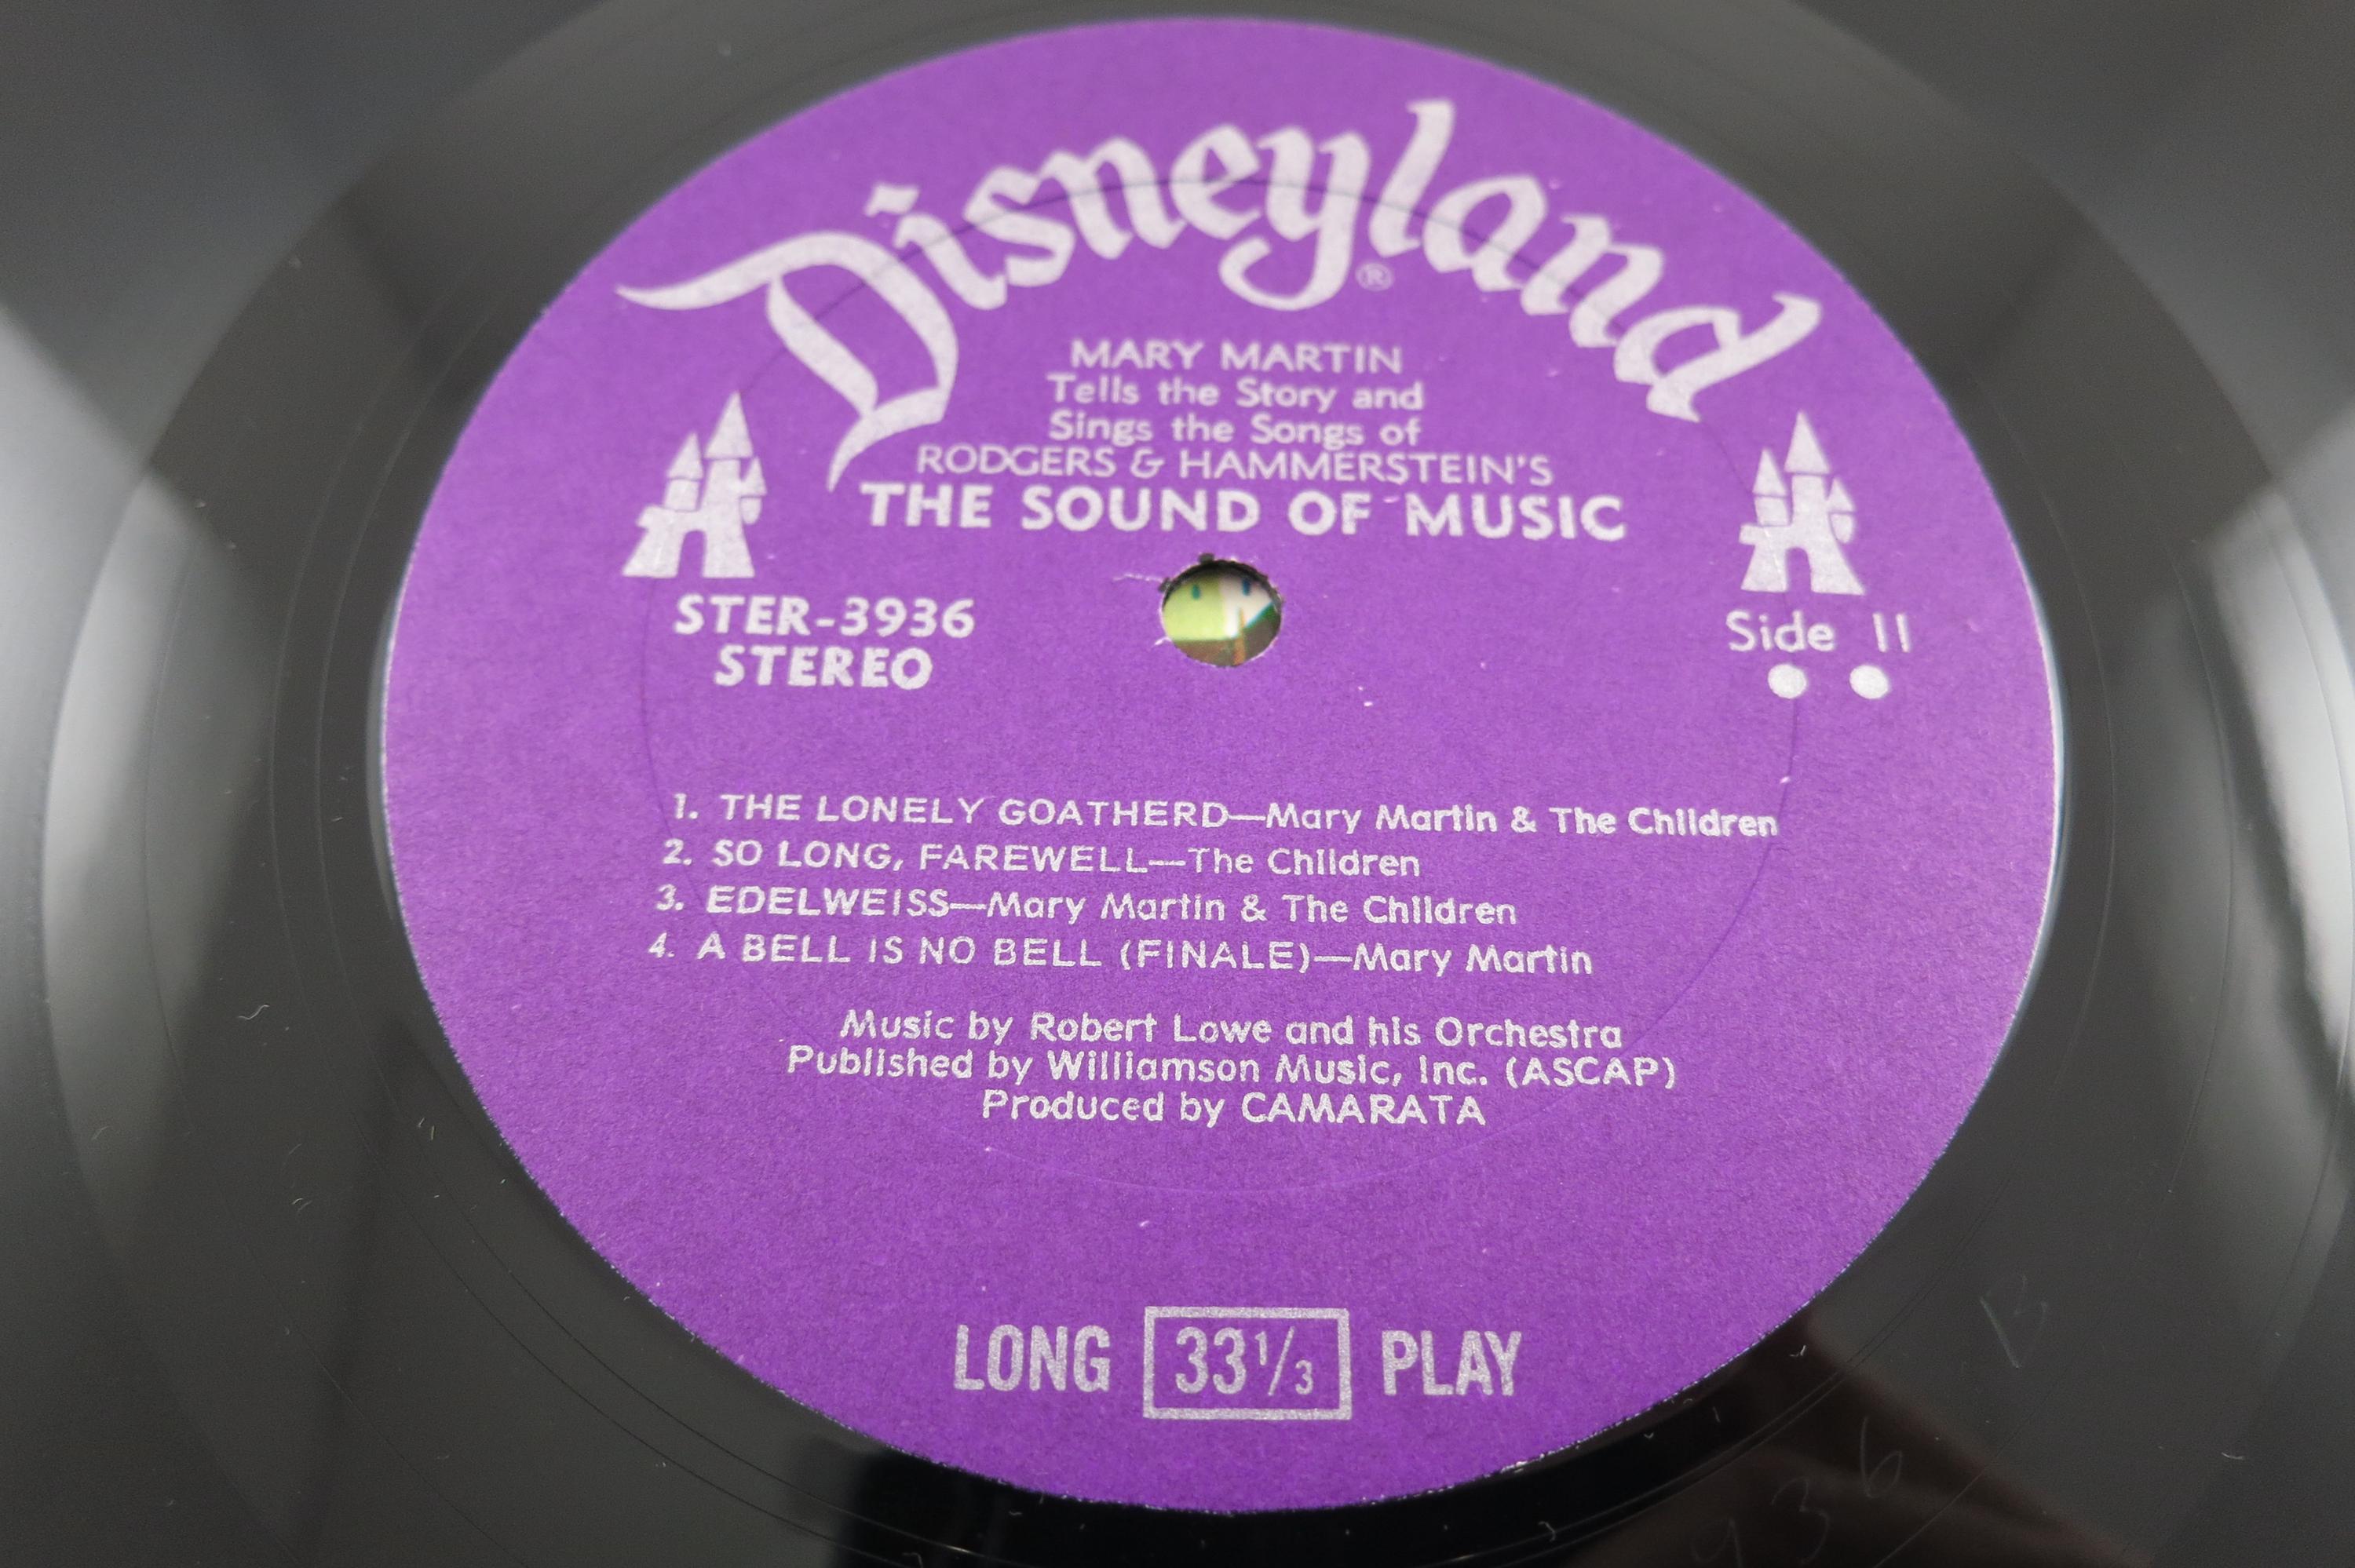 Disneyland®
MARY MARTIN
Tells the Story and
Sings the Songs of
RODGERS & HAMMERSTEIN'S
THE SOUND OF MUSIC
STER-3936
STEREO
Side II
1. THE LONELY GOATHERD—Mary Martin & The Children
2. SO LONG, FAREWELL—The Children
3. EDELWEISS—Mary Martin & The Children
4. A BELL IS NO BELL (FINALE)—Mary Martin
Music by Robert Lowe and his Orchestra
Published by Williamson Music, Inc. (ASCAP)
Produced by CAMARATA
LONG 33⅓ PLAY